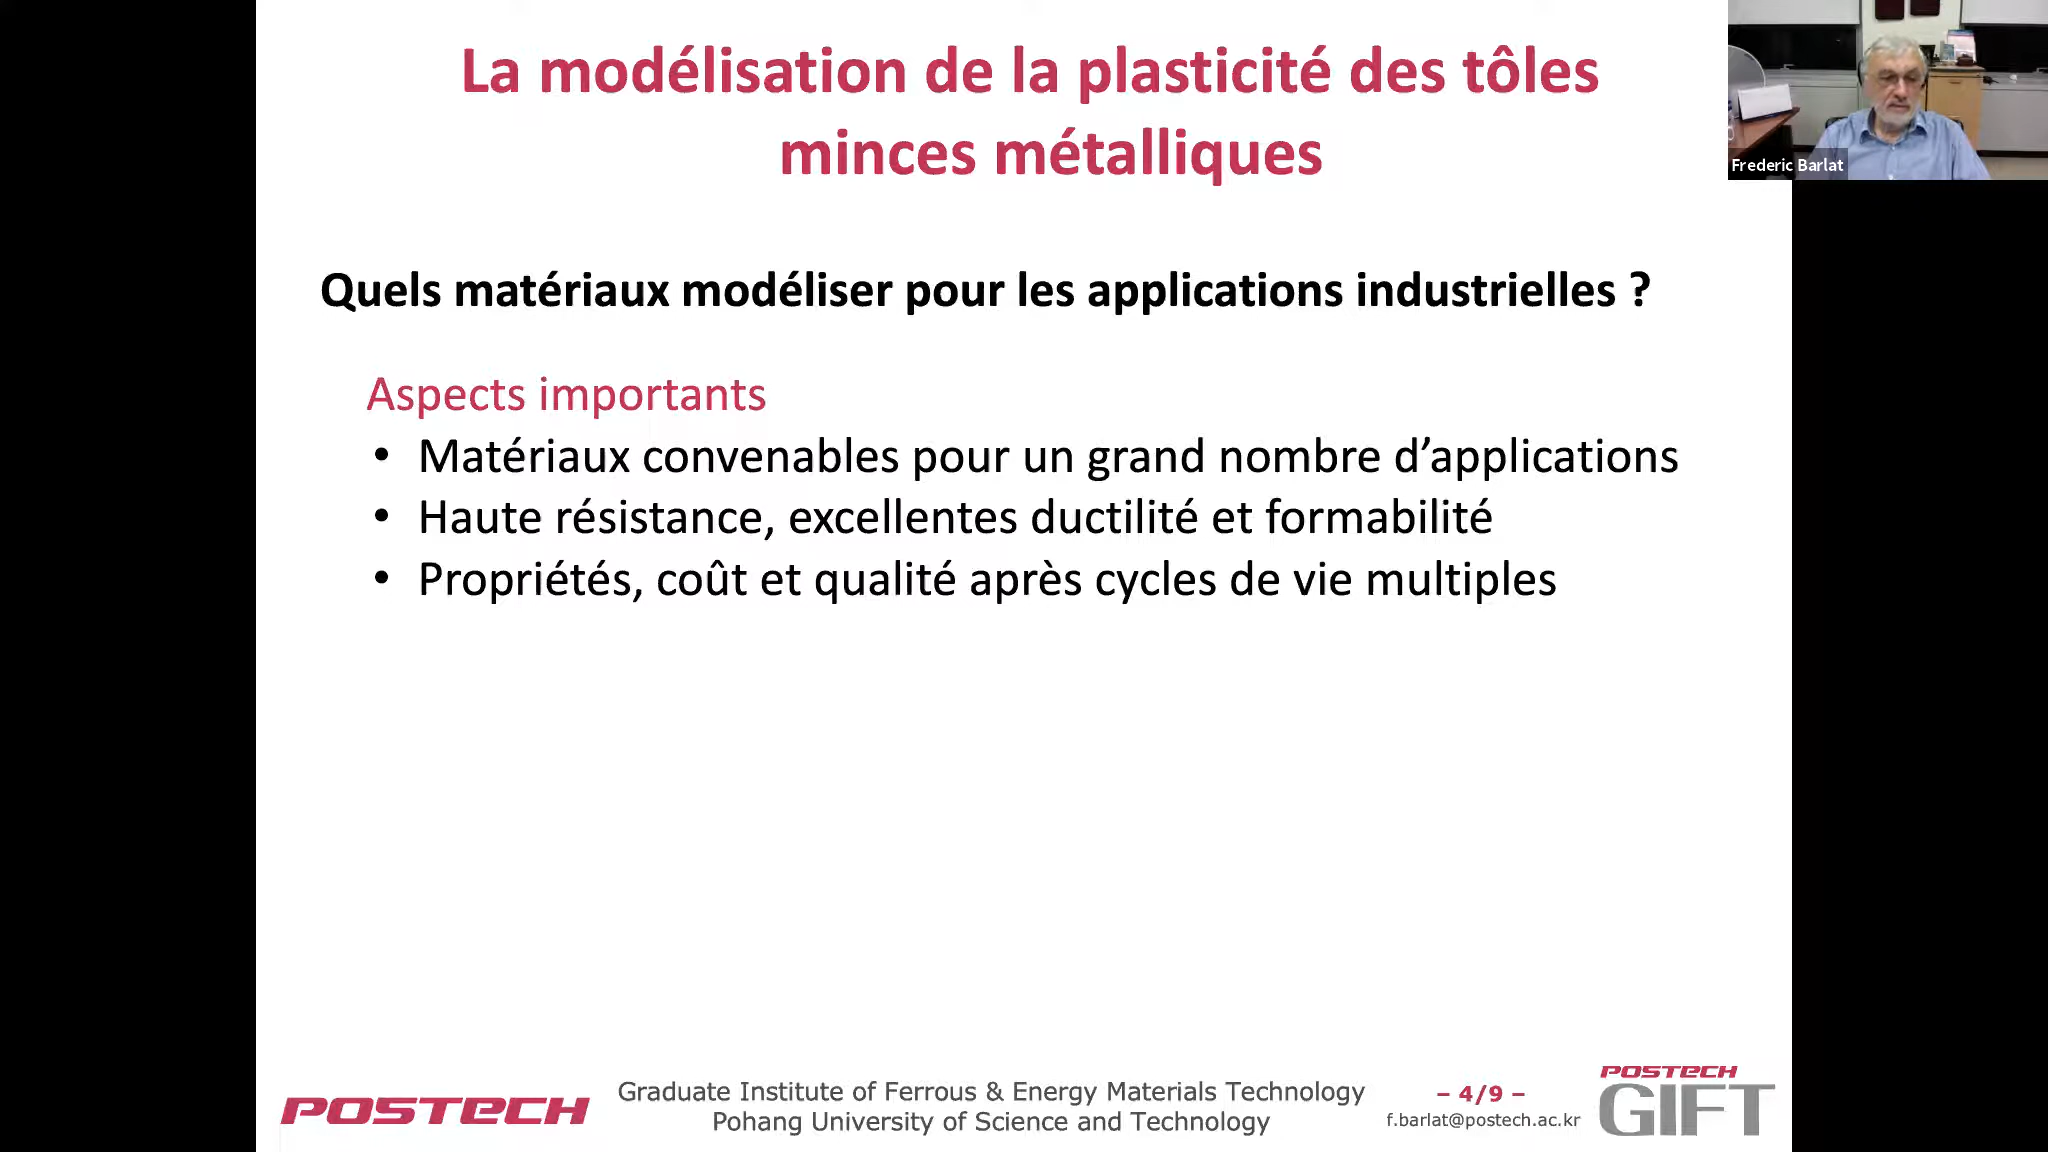 La modélisation de la plasticité des tôles
minces métalliques
Frederic Barlat
Quels matériaux modéliser pour les applications industrielles ?
Aspects importants
• Matériaux convenables pour un grand nombre d’applications
• Haute résistance, excellentes ductilité et formabilité
• Propriétés, coût et qualité après cycles de vie multiples
POSTECH
Graduate Institute of Ferrous & Energy Materials Technology
Pohang University of Science and Technology
– 4/9 –
f.barlat@postech.ac.kr
POSTECH
GIFT